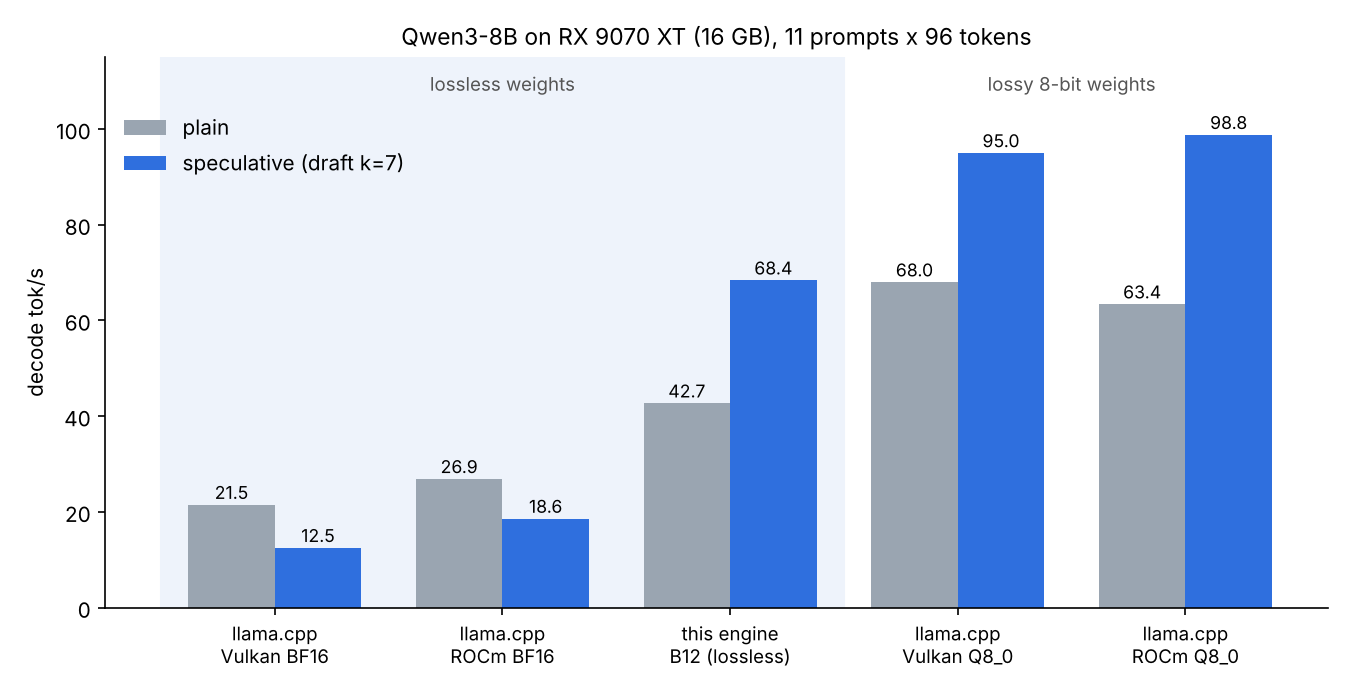 Qwen3-8B on RX 9070 XT (16 GB), 11 prompts x 96 tokens
lossless weights
lossy 8-bit weights
plain
speculative (draft k=7)
decode tok/s
100
80
60
40
20
0
21.5
12.5
26.9
18.6
42.7
68.4
68.0
95.0
63.4
98.8
llama.cpp
Vulkan BF16
llama.cpp
ROCm BF16
this engine
B12 (lossless)
llama.cpp
Vulkan Q8_0
llama.cpp
ROCm Q8_0